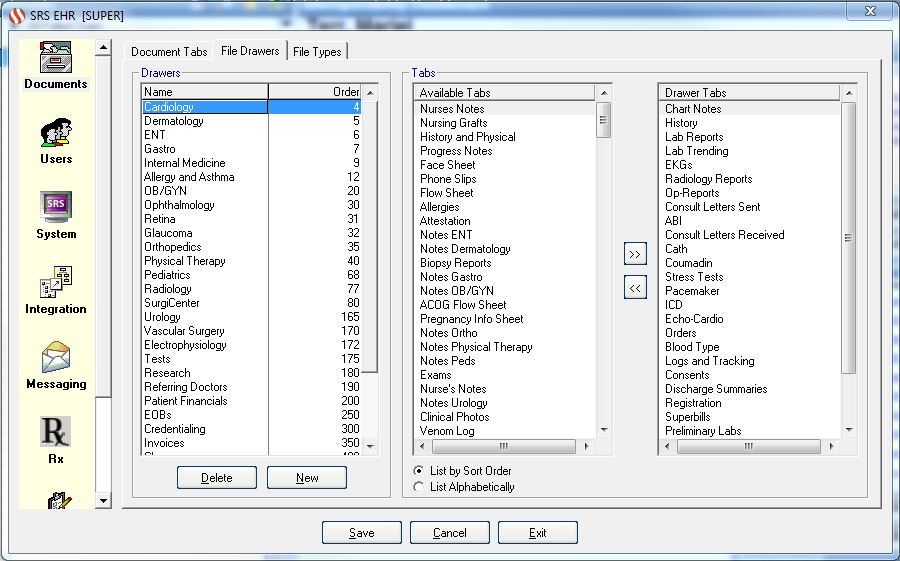 SRS EHR [SUPER]
Documents
Users
SRS
System
Integration
Messaging
Rx
Rx
Document Tabs
File Drawers
File Types
Drawers
Name Order
Cardiology 4
Dermatology 5
ENT 6
Gastro 7
Internal Medicine 9
Allergy and Asthma 12
OB/GYN 20
Ophthalmology 30
Retina 31
Glaucoma 32
Orthopedics 35
Physical Therapy 40
Pediatrics 68
Radiology 77
SurgiCenter 80
Urology 165
Vascular Surgery 170
Electrophysiology 172
Tests 175
Research 180
Referring Doctors 190
Patient Financials 200
EOBs 250
Credentialing 300
Invoices 350
Delete
New
Tabs
Available Tabs
Nurses Notes
Nursing Grafts
History and Physical
Progress Notes
Face Sheet
Phone Slips
Flow Sheet
Allergies
Attestation
Notes ENT
Notes Dermatology
Biopsy Reports
Notes Gastro
Notes OB/GYN
ACOG Flow Sheet
Pregnancy Info Sheet
Notes Ortho
Notes Physical Therapy
Notes Peds
Exams
Nurse's Notes
Notes Urology
Clinical Photos
Venom Log
List by Sort Order
List Alphabetically
>>
<<
Drawer Tabs
Chart Notes
History
Lab Reports
Lab Trending
EKGs
Radiology Reports
Op-Reports
Consult Letters Sent
ABI
Consult Letters Received
Cath
Coumadin
Stress Tests
Pacemaker
ICD
Echo-Cardio
Orders
Blood Type
Logs and Tracking
Consents
Discharge Summaries
Registration
Superbills
Preliminary Labs
Save
Cancel
Exit